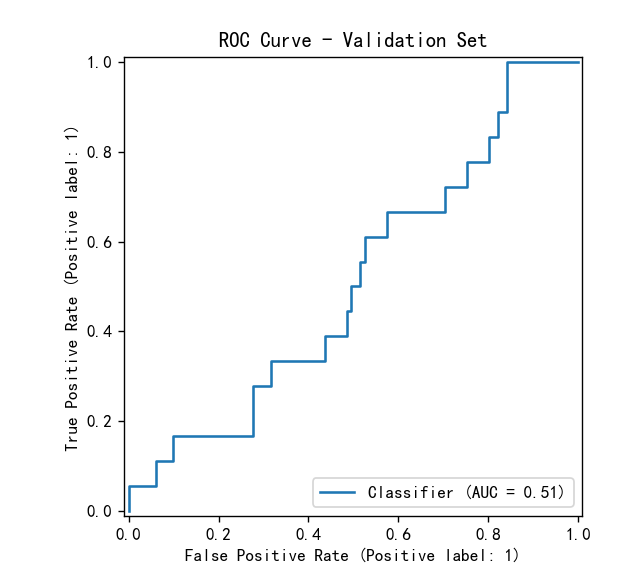 ROC Curve - Validation Set
True Positive Rate (Positive label: 1)
1.0
0.8
0.6
0.4
0.2
0.0
Classifier (AUC = 0.51)
0.0 0.2 0.4 0.6 0.8 1.0
False Positive Rate (Positive label: 1)